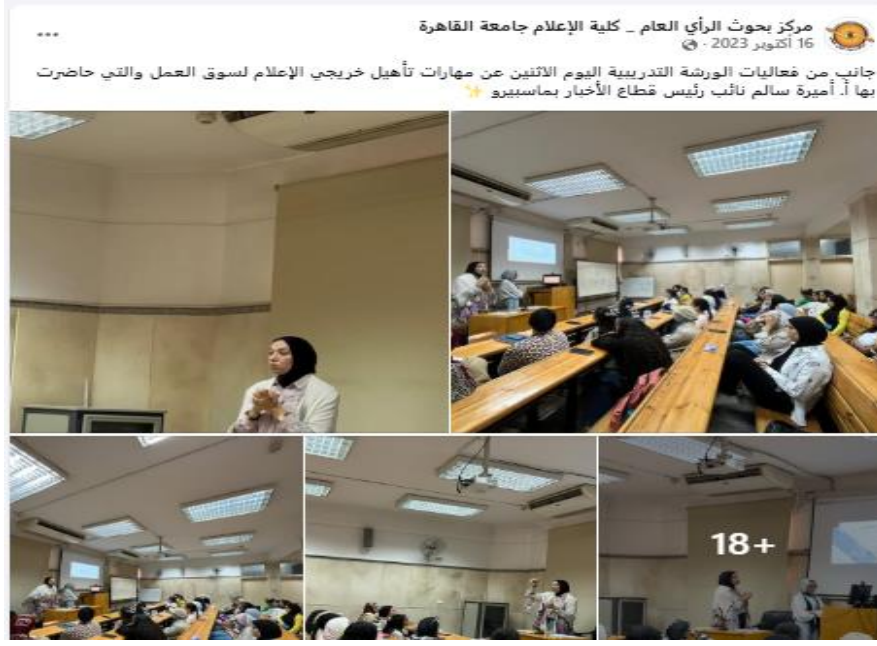 مركز بحوث الرأي العام _ كلية الإعلام جامعة القاهرة
16 أكتوبر 2023 ·
جانب من فعاليات الورشة التدريبية اليوم الاثنين عن مهارات تأهيل خريجي الإعلام لسوق العمل والتي حاضرت
بها أ. أميرة سالم نائب رئيس قطاع الأخبار بماسبيرو ✨
18+